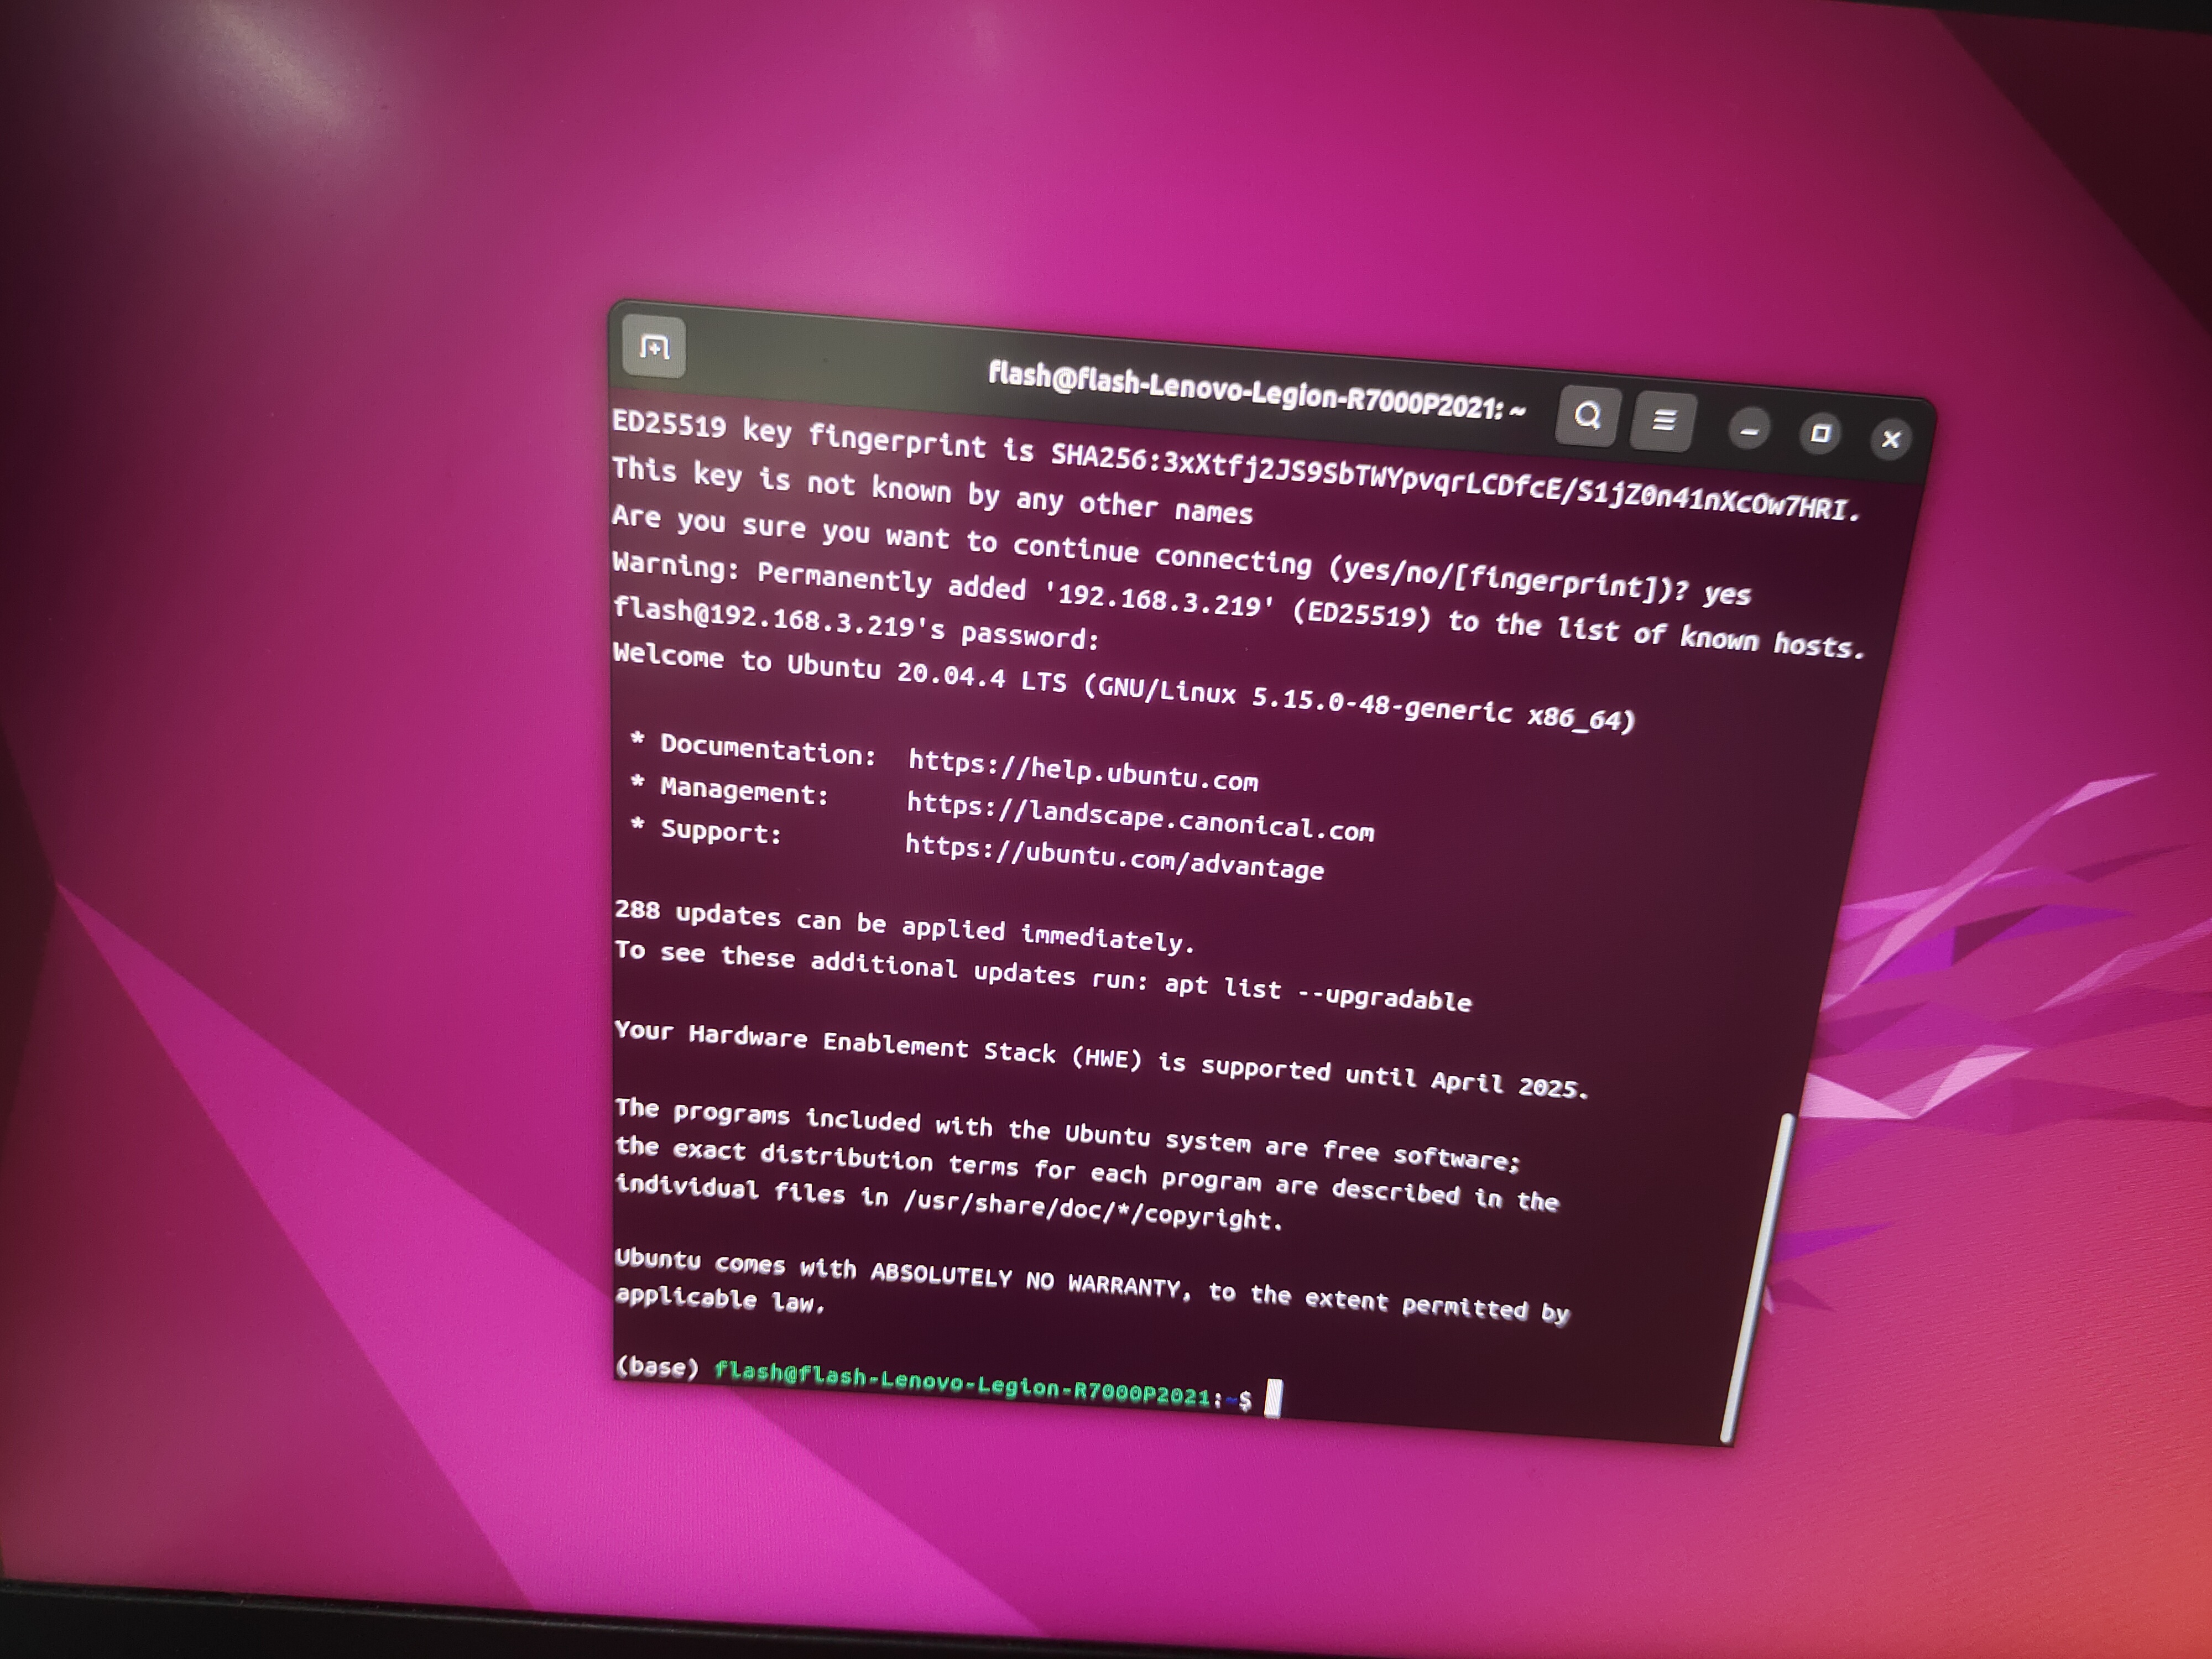 flash@flash-Lenovo-Legion-R7000P2021: ~
ED25519 key fingerprint is SHA256:3xXtfj2JS9SbTWYpvqrLCDfcE/S1jZ0n41nXcOw7HRI.
This key is not known by any other names
Are you sure you want to continue connecting (yes/no/[fingerprint])? yes
Warning: Permanently added '192.168.3.219' (ED25519) to the list of known hosts.
flash@192.168.3.219's password:
Welcome to Ubuntu 20.04.4 LTS (GNU/Linux 5.15.0-48-generic x86_64)
* Documentation: https://help.ubuntu.com
* Management: https://landscape.canonical.com
* Support: https://ubuntu.com/advantage
288 updates can be applied immediately.
To see these additional updates run: apt list --upgradable
Your Hardware Enablement Stack (HWE) is supported until April 2025.
The programs included with the Ubuntu system are free software;
the exact distribution terms for each program are described in the
individual files in /usr/share/doc/*/copyright.
Ubuntu comes with ABSOLUTELY NO WARRANTY, to the extent permitted by
applicable law.
(base) flash@flash-Lenovo-Legion-R7000P2021:~$